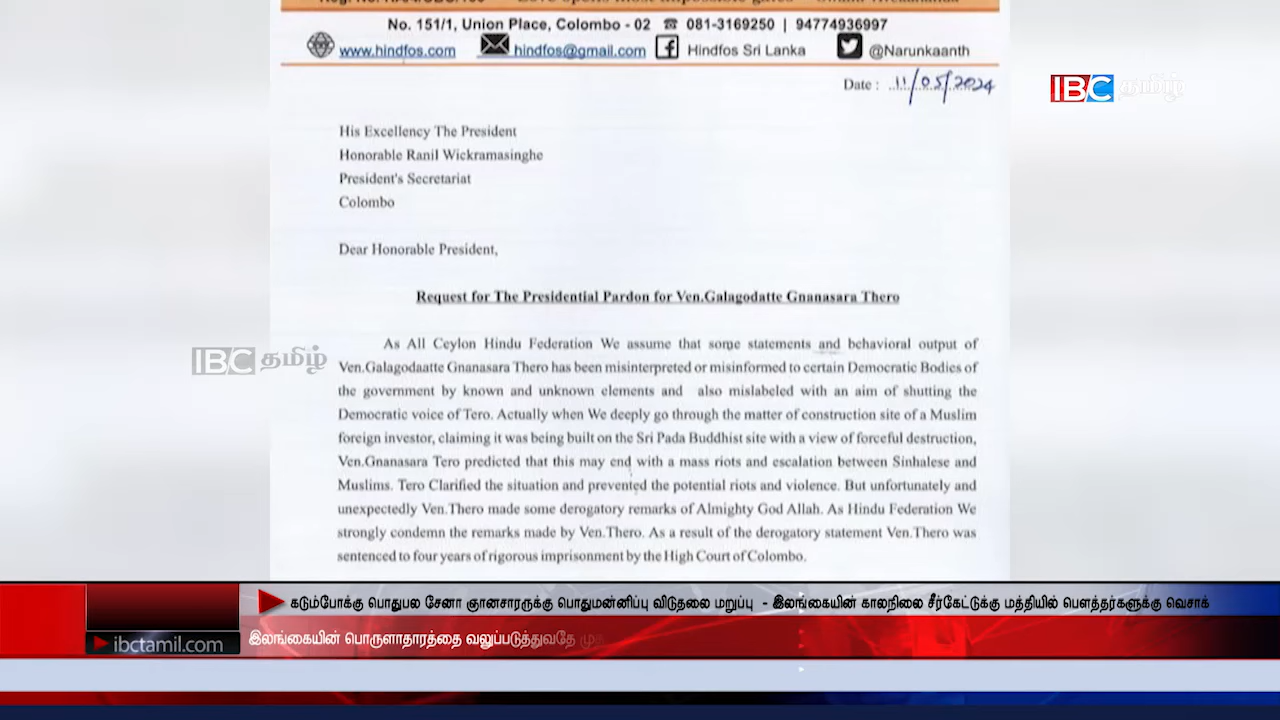 No. 151/1, Union Place, Colombo - 02 ☎ 081-3169250 | 94774936997
www.hindfos.com hindfos@gmail.com Hindfos Sri Lanka @Narunkaanth
Date : 11/05/2024
IBC தமிழ்
His Excellency The President
Honorable Ranil Wickramasinghe
President's Secretariat
Colombo
Dear Honorable President,
Request for The Presidential Pardon for Ven.Galagodatte Gnanasara Thero
As All Ceylon Hindu Federation We assume that some statements and behavioral output of
Ven.Galagodaatte Gnanasara Thero has been misinterpreted or misinformed to certain Democratic Bodies of
the government by known and unknown elements and also mislabeled with an aim of shutting the
Democratic voice of Tero. Actually when We deeply go through the matter of construction site of a Muslim
foreign investor, claiming it was being built on the Sri Pada Buddhist site with a view of forceful destruction,
Ven.Gnanasara Tero predicted that this may end with a mass riots and escalation between Sinhalese and
Muslims. Tero Clarified the situation and prevented the potential riots and violence. But unfortunately and
unexpectedly Ven.Thero made some derogatory remarks of Almighty God Allah. As Hindu Federation We
strongly condemn the remarks made by Ven.Thero. As a result of the derogatory statement Ven.Thero was
sentenced to four years of rigorous imprisonment by the High Court of Colombo.
IBC தமிழ்
கடும்போக்கு பொதுபல சேனா ஞானசாரருக்கு பொதுமன்னிப்பு விடுதலை மறுப்பு - இலங்கையின் காலநிலை சீர்கேட்டுக்கு மத்தியில் பௌத்தர்களுக்கு வெசாக்
ibctamil.com
இலங்கையின் பொருளாதாரத்தை வலுப்படுத்துவதே